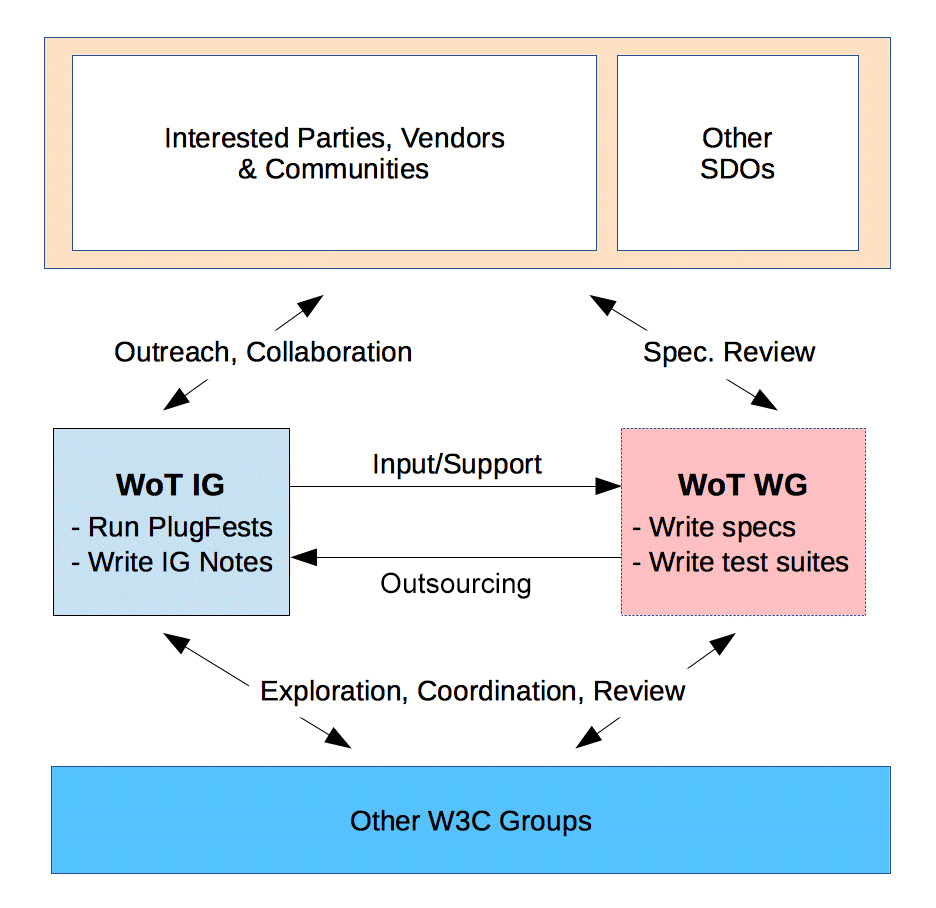 Interested Parties, Vendors
& Communities
Other
SDOs
Outreach, Collaboration
Spec. Review
WoT IG
- Run PlugFests
- Write IG Notes
Input/Support
Outsourcing
WoT WG
- Write specs
- Write test suites
Exploration, Coordination, Review
Other W3C Groups